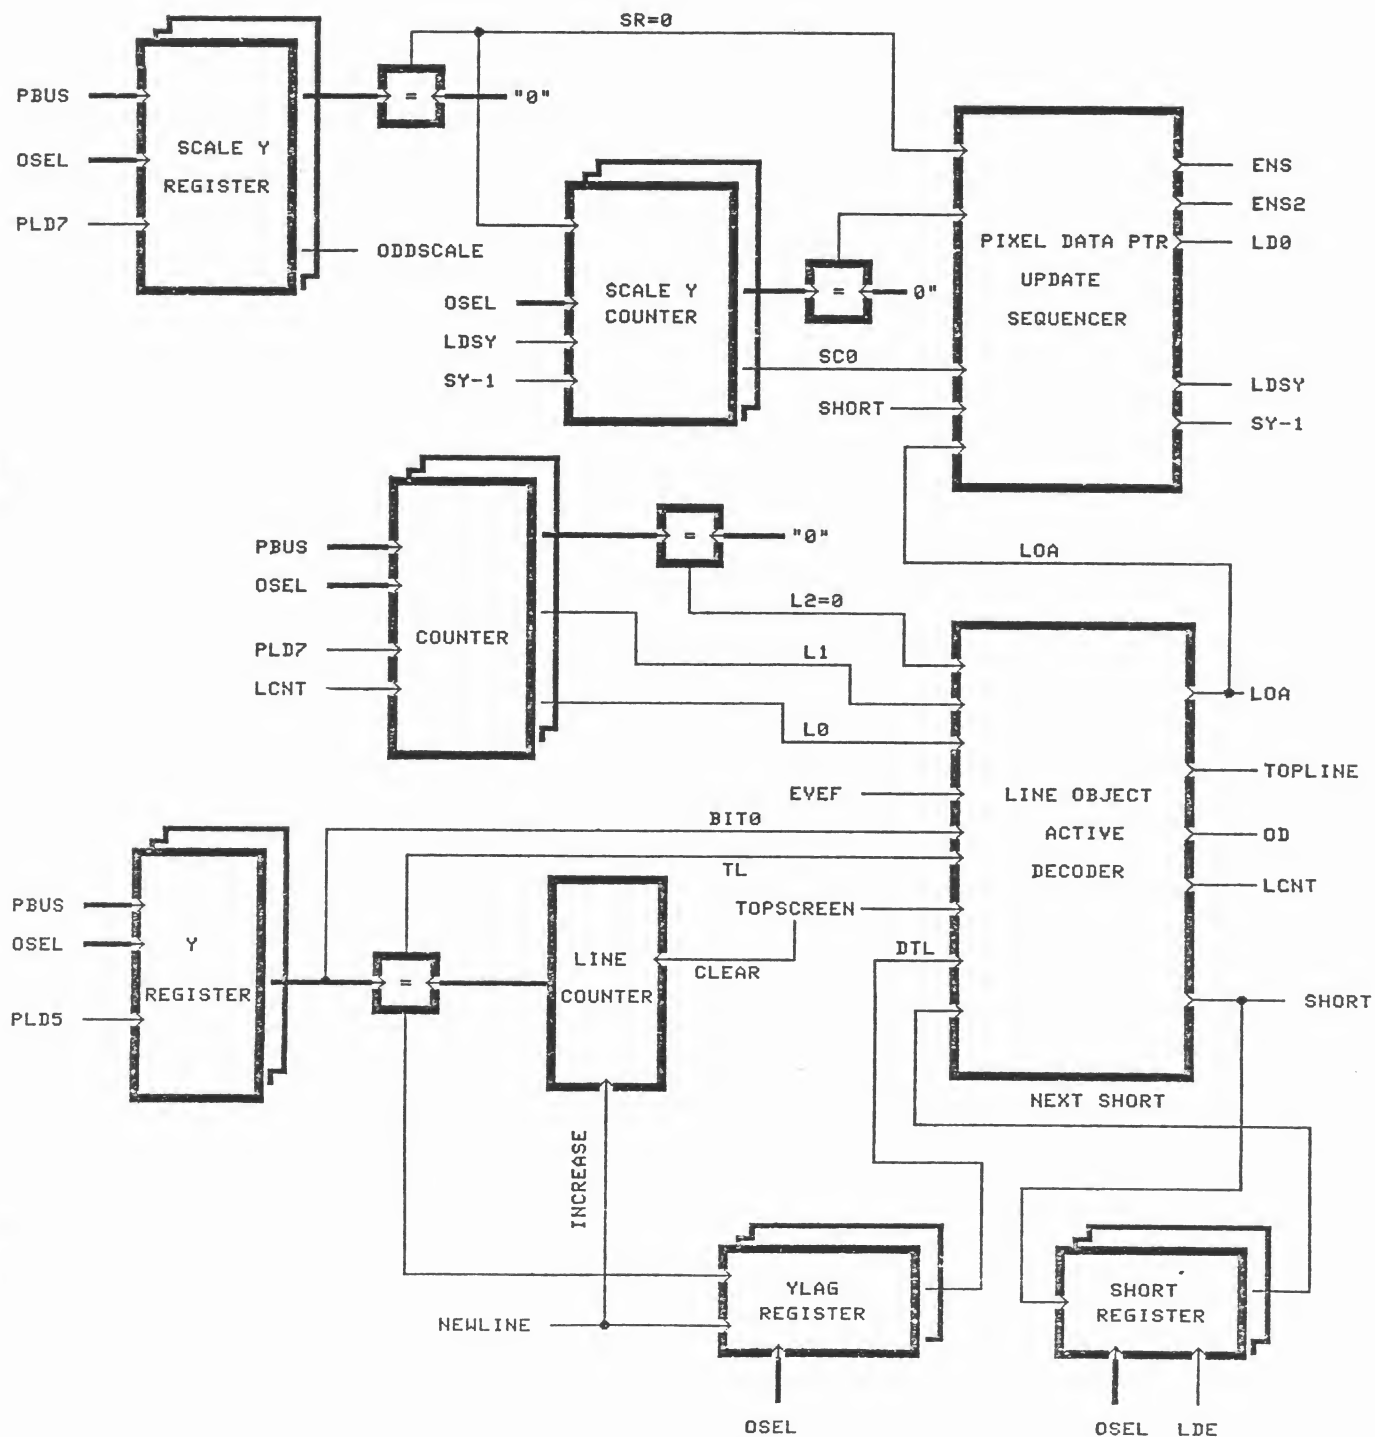 SR=0
PBUS
=
"0"
SCALE Y
REGISTER
OSEL
ENS
ENS2
PLD7
PIXEL DATA PTR
UPDATE
SEQUENCER
LD0
ODDSCALE
SCALE Y
COUNTER
=
0"
OSEL
LDSY
SC0
SY-1
LDSY
SHORT
SY-1
PBUS
=
"0"
LOA
OSEL
L2=0
COUNTER
PLD7
L1
LCNT
LOA
L0
TOPLINE
EVEF
LINE OBJECT
ACTIVE
DECODER
BIT0
OD
TL
LCNT
PBUS
TOPSCREEN
OSEL
Y
REGISTER
=
LINE
COUNTER
CLEAR
DTL
SHORT
PLD5
NEXT SHORT
INCREASE
YLAG
REGISTER
SHORT
REGISTER
NEWLINE
OSEL
OSEL
LDE